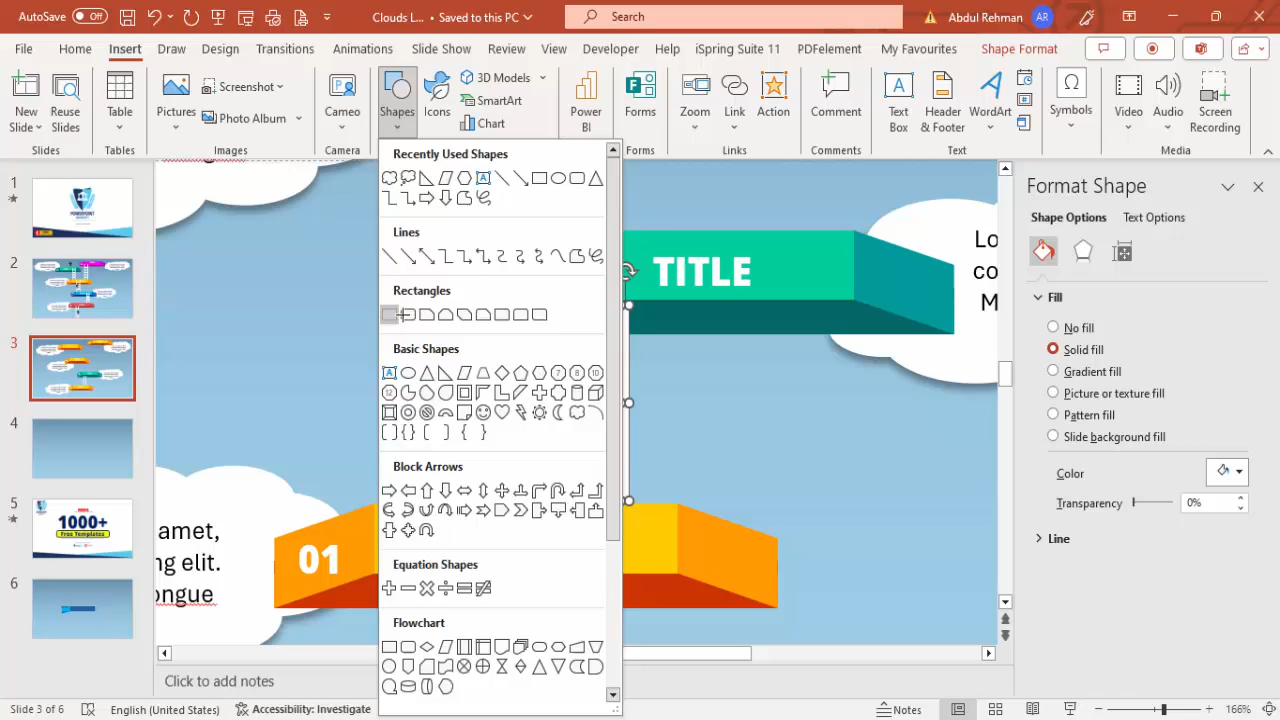 AutoSave Off Clouds L... • Saved to this PC Search Abdul Rehman AR
File Home Insert Draw Design Transitions Animations Slide Show Review View Developer Help iSpring Suite 11 PDFelement My Favourites Shape Format
New Slide Reuse Slides Table Pictures Screenshot Photo Album Cameo Shapes Icons 3D Models SmartArt Chart Power BI Forms Zoom Link Action Comment Text Box Header & Footer WordArt Symbols Video Audio Screen Recording
Slides Tables Images Camera Forms Links Comments Text Media
Recently Used Shapes
Lines
Rectangles
Basic Shapes
Block Arrows
Equation Shapes
Flowchart
1
2
3
4
5
6
POWERPOINT
1000+
Free Templates
TITLE
Lo
co
M
amet,
ng elit.
ongue
01
Format Shape
Shape Options Text Options
Fill
No fill
Solid fill
Gradient fill
Picture or texture fill
Pattern fill
Slide background fill
Color
Transparency 0%
Line
Click to add notes
Slide 3 of 6 English (United States) Accessibility: Investigate Notes 166%